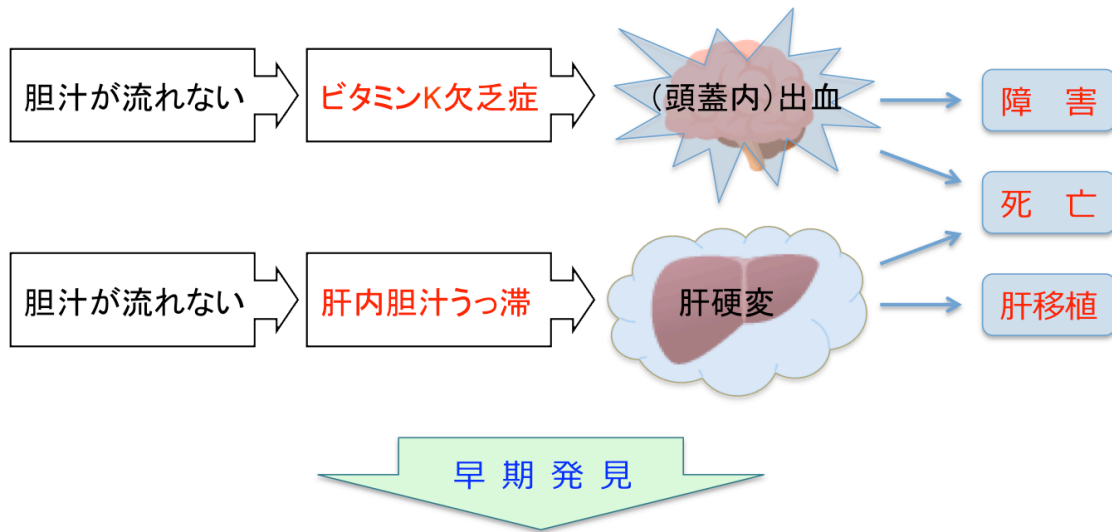 胆汁が流れない
ビタミンK欠乏症
（頭蓋内）出血
障　害
死　亡
胆汁が流れない
肝内胆汁うっ滞
肝硬変
肝移植
早 期 発 見